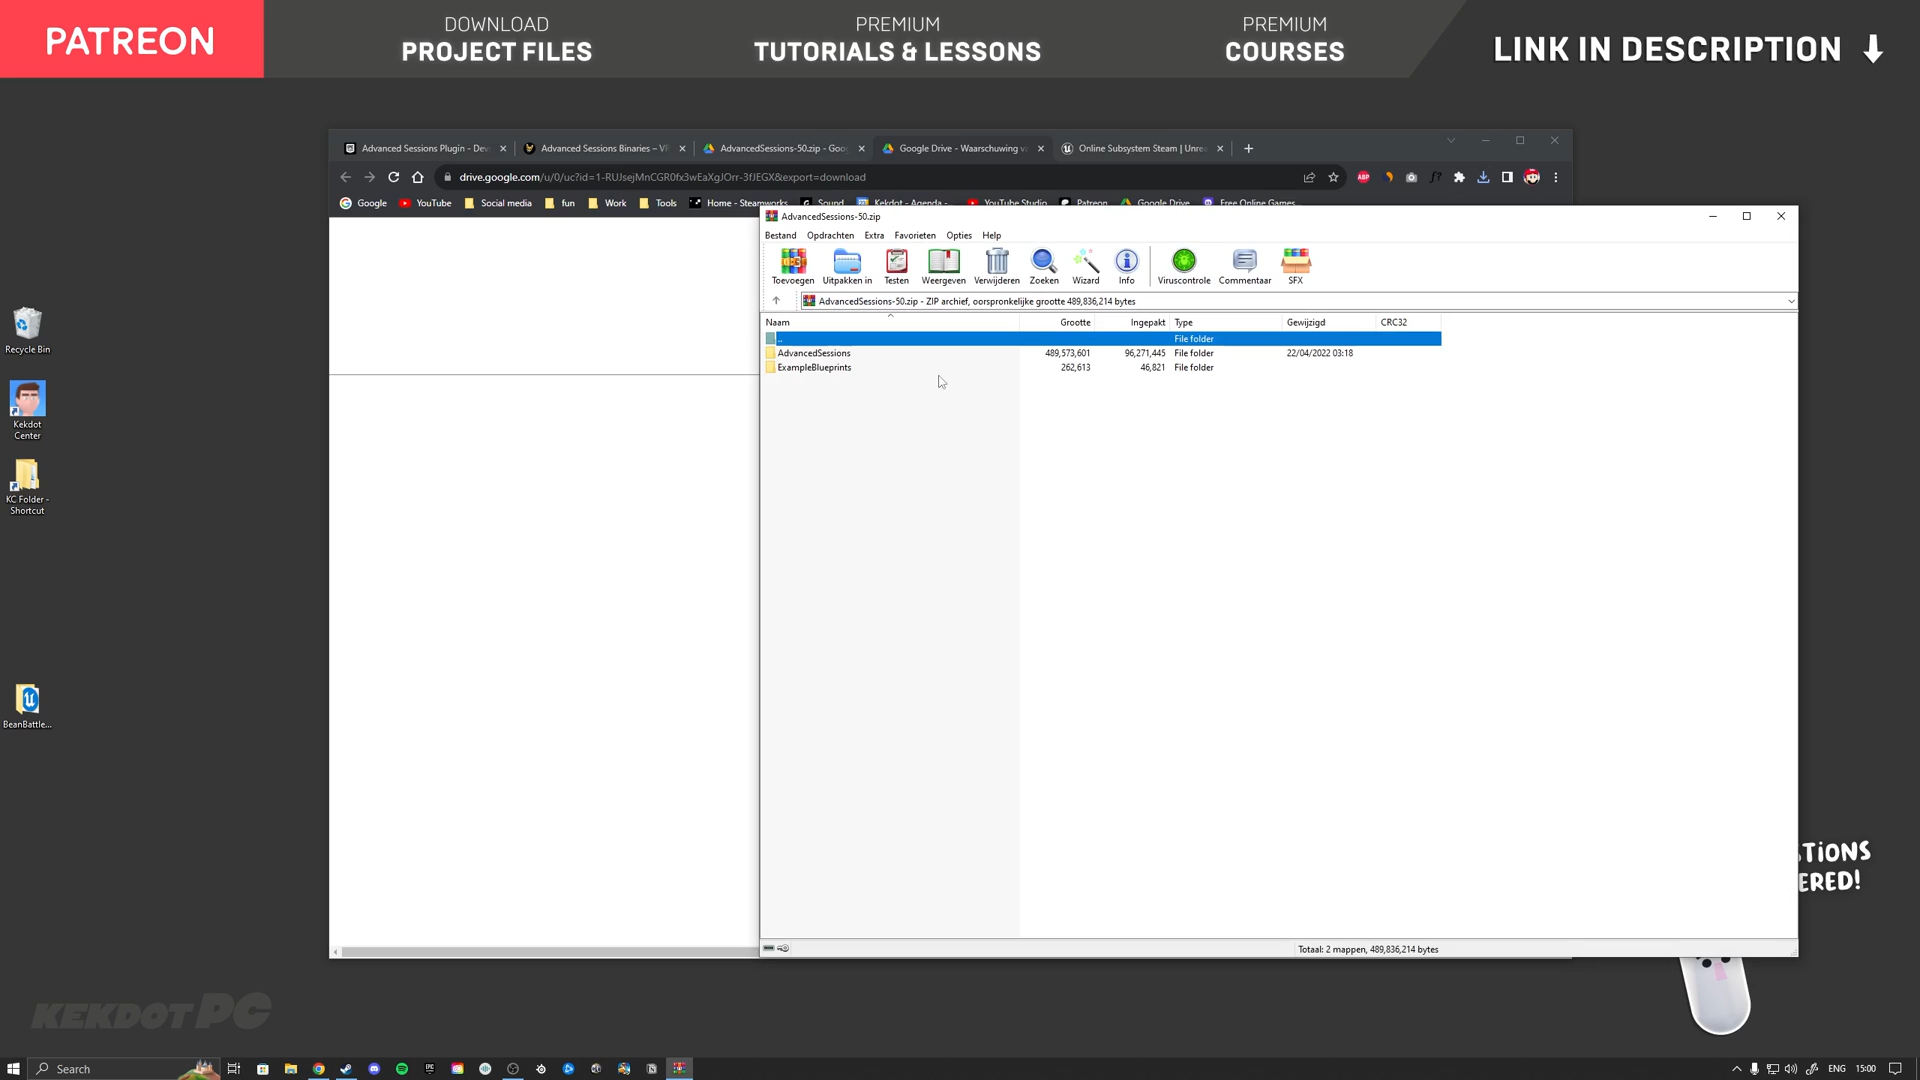 PATREON
DOWNLOAD
PROJECT FILES
PREMIUM
TUTORIALS & LESSONS
PREMIUM
COURSES
LINK IN DESCRIPTION
Advanced Sessions Plugin - Dev
Advanced Sessions Binaries – VR
AdvancedSessions-50.zip - Goo
Google Drive - Waarschuwing va
Online Subsystem Steam | Unrea
drive.google.com/u/0/uc?id=1-RUJsejMnCGR0fx3wEaXgJOrr-3fJEGX&export=download
ABP
f?
Google
YouTube
Social media
fun
Work
Tools
Home - Steamworks
Sound
Kekdot - Agenda -
YouTube Studio
Patreon
Google Drive
Free Online Games
AdvancedSessions-50.zip
Bestand Opdrachten Extra Favorieten Opties Help
Toevoegen
Uitpakken in
Testen
Weergeven
Verwijderen
Zoeken
Wizard
Info
Viruscontrole
Commentaar
SFX
AdvancedSessions-50.zip - ZIP archief, oorspronkelijke grootte 489,836,214 bytes
Naam Grootte Ingepakt Type Gewijzigd CRC32
.. File folder
AdvancedSessions 489,573,601 96,271,445 File folder 22/04/2022 03:18
ExampleBlueprints 262,613 46,821 File folder
Totaal: 2 mappen, 489,836,214 bytes
Recycle Bin
Kekdot
Center
KC Folder -
Shortcut
BeanBattle...
KEKDOT PC
Search
ENG
15:00